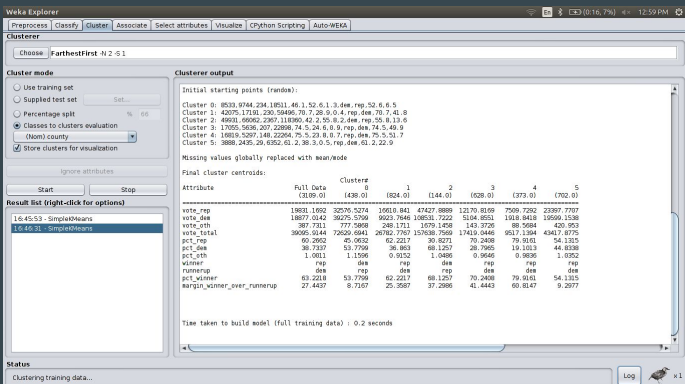 Weka Explorer
En (0:16, 7%) 12:59 PM
Preprocess Classify Cluster Associate Select attributes Visualize CPython Scripting Auto-WEKA
Clusterer
Choose FarthestFirst -N 2 -S 1
Cluster mode
Use training set
Supplied test set Set...
Percentage split % 66
Classes to clusters evaluation
(Nom) county
Store clusters for visualization
Ignore attributes
Start Stop
Result list (right-click for options)
16:45:53 - SimpleKMeans
16:46:31 - SimpleKMeans
Clusterer output
Initial starting points (random):
Cluster 0: 8533,9744,234,18511,46.1,52.6,1.3,dem,rep,52.6,6.5
Cluster 1: 42075,17191,230,59496,70.7,28.9,0.4,rep,dem,70.7,41.8
Cluster 2: 49931,66062,2367,118360,42.2,55.8,2,dem,rep,55.8,13.6
Cluster 3: 17055,5636,207,22898,74.5,24.6,0.9,rep,dem,74.5,49.9
Cluster 4: 16819,5297,148,22264,75.5,23.8,0.7,rep,dem,75.5,51.7
Cluster 5: 3888,2435,29,6352,61.2,38.3,0.5,rep,dem,61.2,22.9
Missing values globally replaced with mean/mode
Final cluster centroids:
Cluster#
Attribute Full Data 0 1 2 3 4 5
(3109.0) (438.0) (824.0) (144.0) (628.0) (373.0) (702.0)
vote_rep 19831.1692 32576.5274 16610.841 47427.8889 12170.8169 7509.7292 23397.7707
vote_dem 18877.0142 39275.5799 9923.7646 108531.7222 5104.8551 1918.8418 19599.1538
vote_oth 387.7311 777.5868 248.1711 1679.1458 143.3726 88.5684 420.953
vote_total 39095.9144 72629.6941 26782.7767 157638.7569 17419.0446 9517.1394 43417.8775
pct_rep 60.2662 45.0632 62.2217 30.8271 70.2408 79.9161 54.1315
pct_dem 38.7337 53.7799 36.863 68.1257 28.7965 19.1013 44.8338
pct_oth 1.0011 1.1596 0.9152 1.0486 0.9646 0.9836 1.0352
winner rep dem rep dem rep rep rep
runnerup dem rep dem rep dem dem dem
pct_winner 63.2218 53.7799 62.2217 68.1257 70.2408 79.9161 54.1315
margin_winner_over_runnerup 27.4437 8.7167 25.3587 37.2986 41.4443 60.8147 9.2977
Time taken to build model (full training data) : 0.2 seconds
Status
Clustering training data...
Log x 1